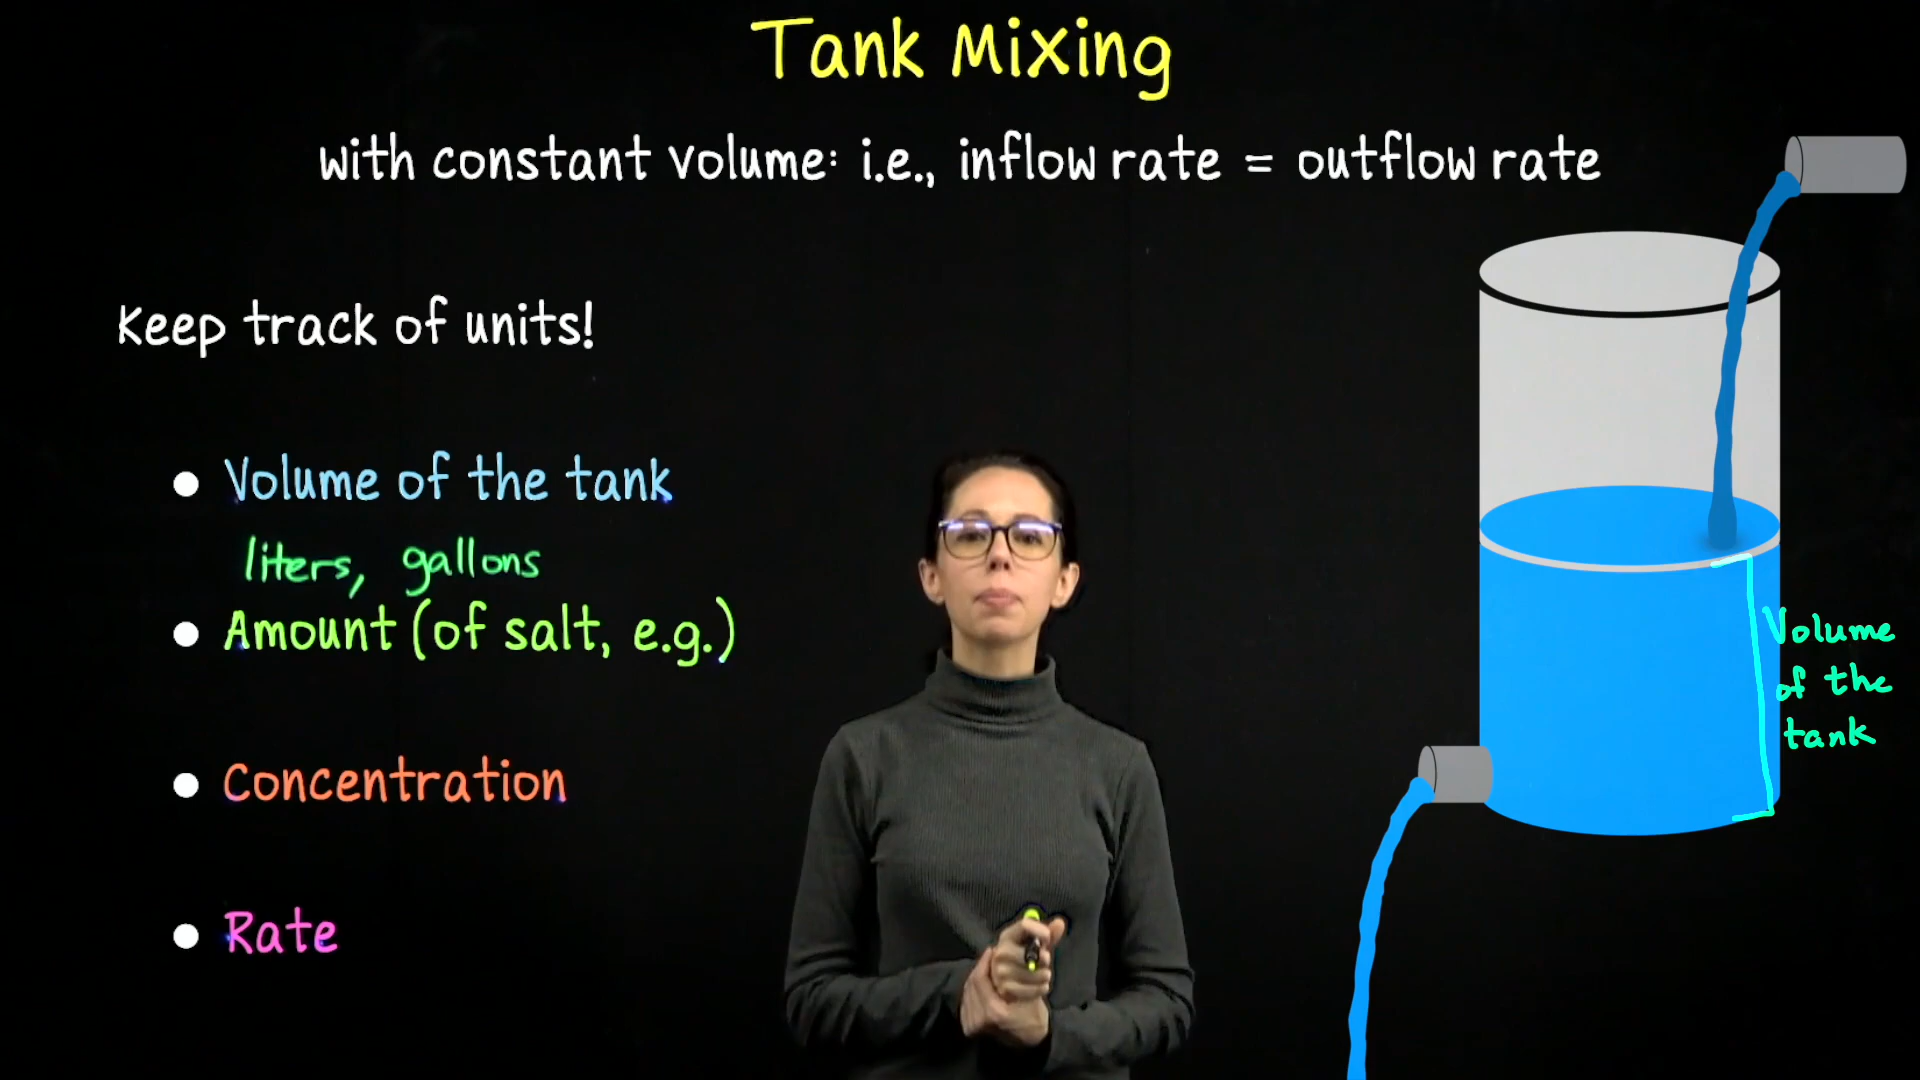 Tank Mixing
with constant volume: i.e., inflow rate = outflow rate
Keep track of units!
• Volume of the tank
liters, gallons
• Amount (of salt, e.g.)
• Concentration
• Rate
Volume
of the
tank